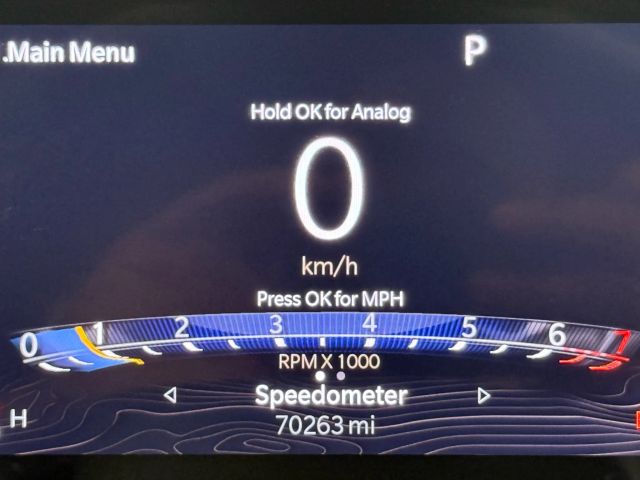 .Main Menu P
Hold OK for Analog
0
km/h
Press OK for MPH
0 1 2 3 4 5 6 7
RPM X 1000
Speedometer
H
70263 mi